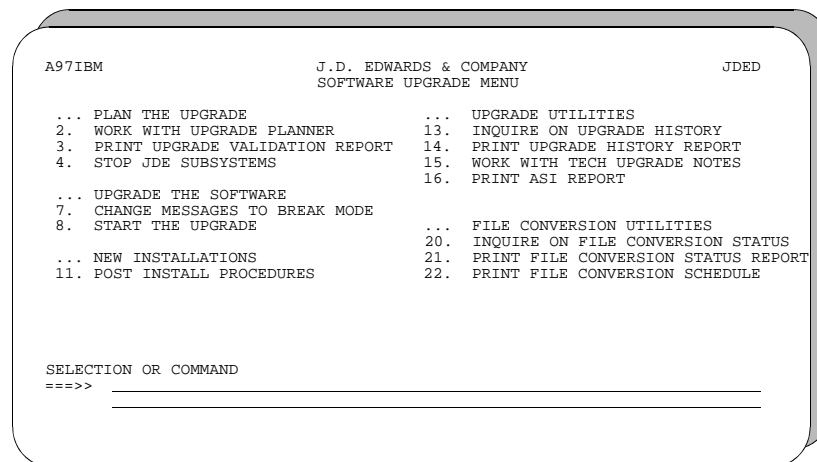 A97IBM J.D. EDWARDS & COMPANY JDED
SOFTWARE UPGRADE MENU
... PLAN THE UPGRADE ... UPGRADE UTILITIES
2. WORK WITH UPGRADE PLANNER 13. INQUIRE ON UPGRADE HISTORY
3. PRINT UPGRADE VALIDATION REPORT 14. PRINT UPGRADE HISTORY REPORT
4. STOP JDE SUBSYSTEMS 15. WORK WITH TECH UPGRADE NOTES
16. PRINT ASI REPORT
... UPGRADE THE SOFTWARE
7. CHANGE MESSAGES TO BREAK MODE
8. START THE UPGRADE ... FILE CONVERSION UTILITIES
20. INQUIRE ON FILE CONVERSION STATUS
... NEW INSTALLATIONS 21. PRINT FILE CONVERSION STATUS REPORT
11. POST INSTALL PROCEDURES 22. PRINT FILE CONVERSION SCHEDULE
SELECTION OR COMMAND
===>>